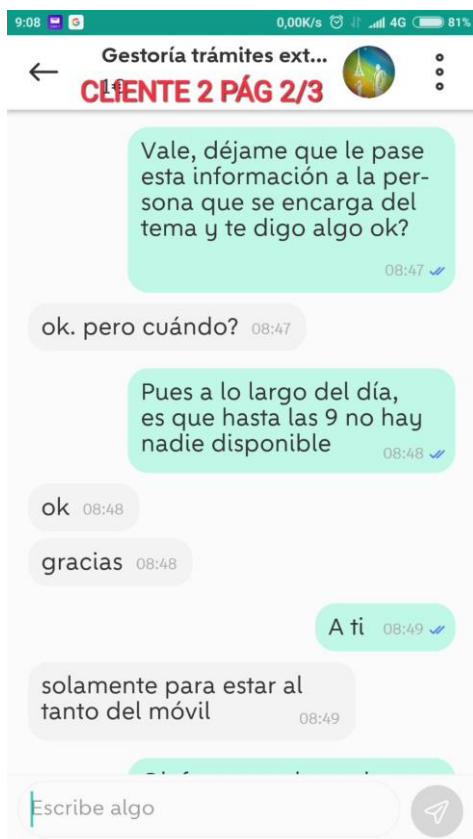 9:08
0,00K/s
4G
81%
Gestoría trámites ext...
1€
CLIENTE 2 PÁG 2/3
Vale, déjame que le pase
esta información a la per-
sona que se encarga del
tema y te digo algo ok?
08:47
ok. pero cuándo? 08:47
Pues a lo largo del día,
es que hasta las 9 no hay
nadie disponible
08:48
ok 08:48
gracias 08:48
A ti 08:49
solamente para estar al
tanto del móvil
08:49
Escribe algo